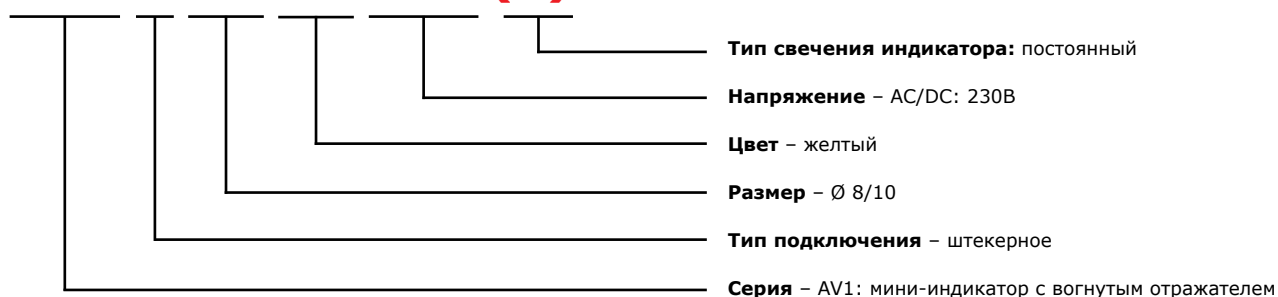 Тип свечения индикатора: постоянный
Напряжение – AC/DC: 230В
Цвет – желтый
Размер – Ø 8/10
Тип подключения – штекерное
Серия – AV1: мини-индикатор с вогнутым отражателем